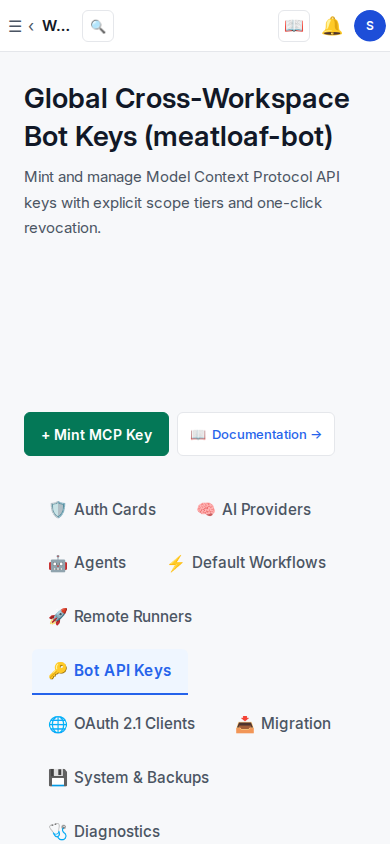 W...
S
Global Cross-Workspace
Bot Keys (meatloaf-bot)
Mint and manage Model Context Protocol API
keys with explicit scope tiers and one-click
revocation.
+ Mint MCP Key
Documentation →
Auth Cards
AI Providers
Agents
Default Workflows
Remote Runners
Bot API Keys
OAuth 2.1 Clients
Migration
System & Backups
Diagnostics